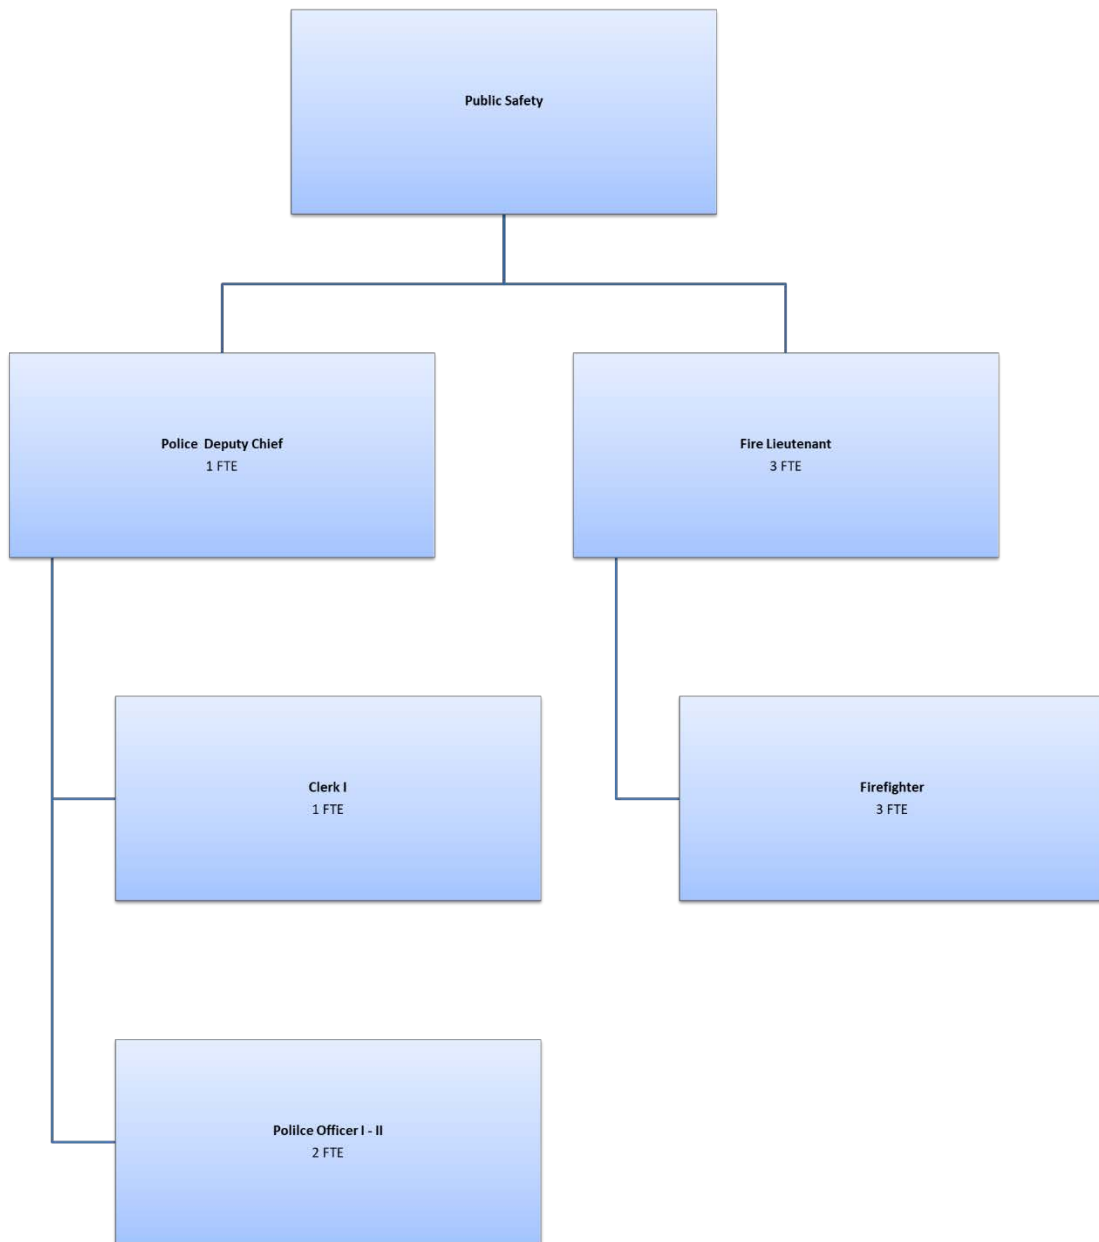 Public Safety
Police  Deputy Chief
1 FTE
Fire Lieutenant
3 FTE
Clerk I
1 FTE
Firefighter
3 FTE
Polilce Officer I - II
2 FTE